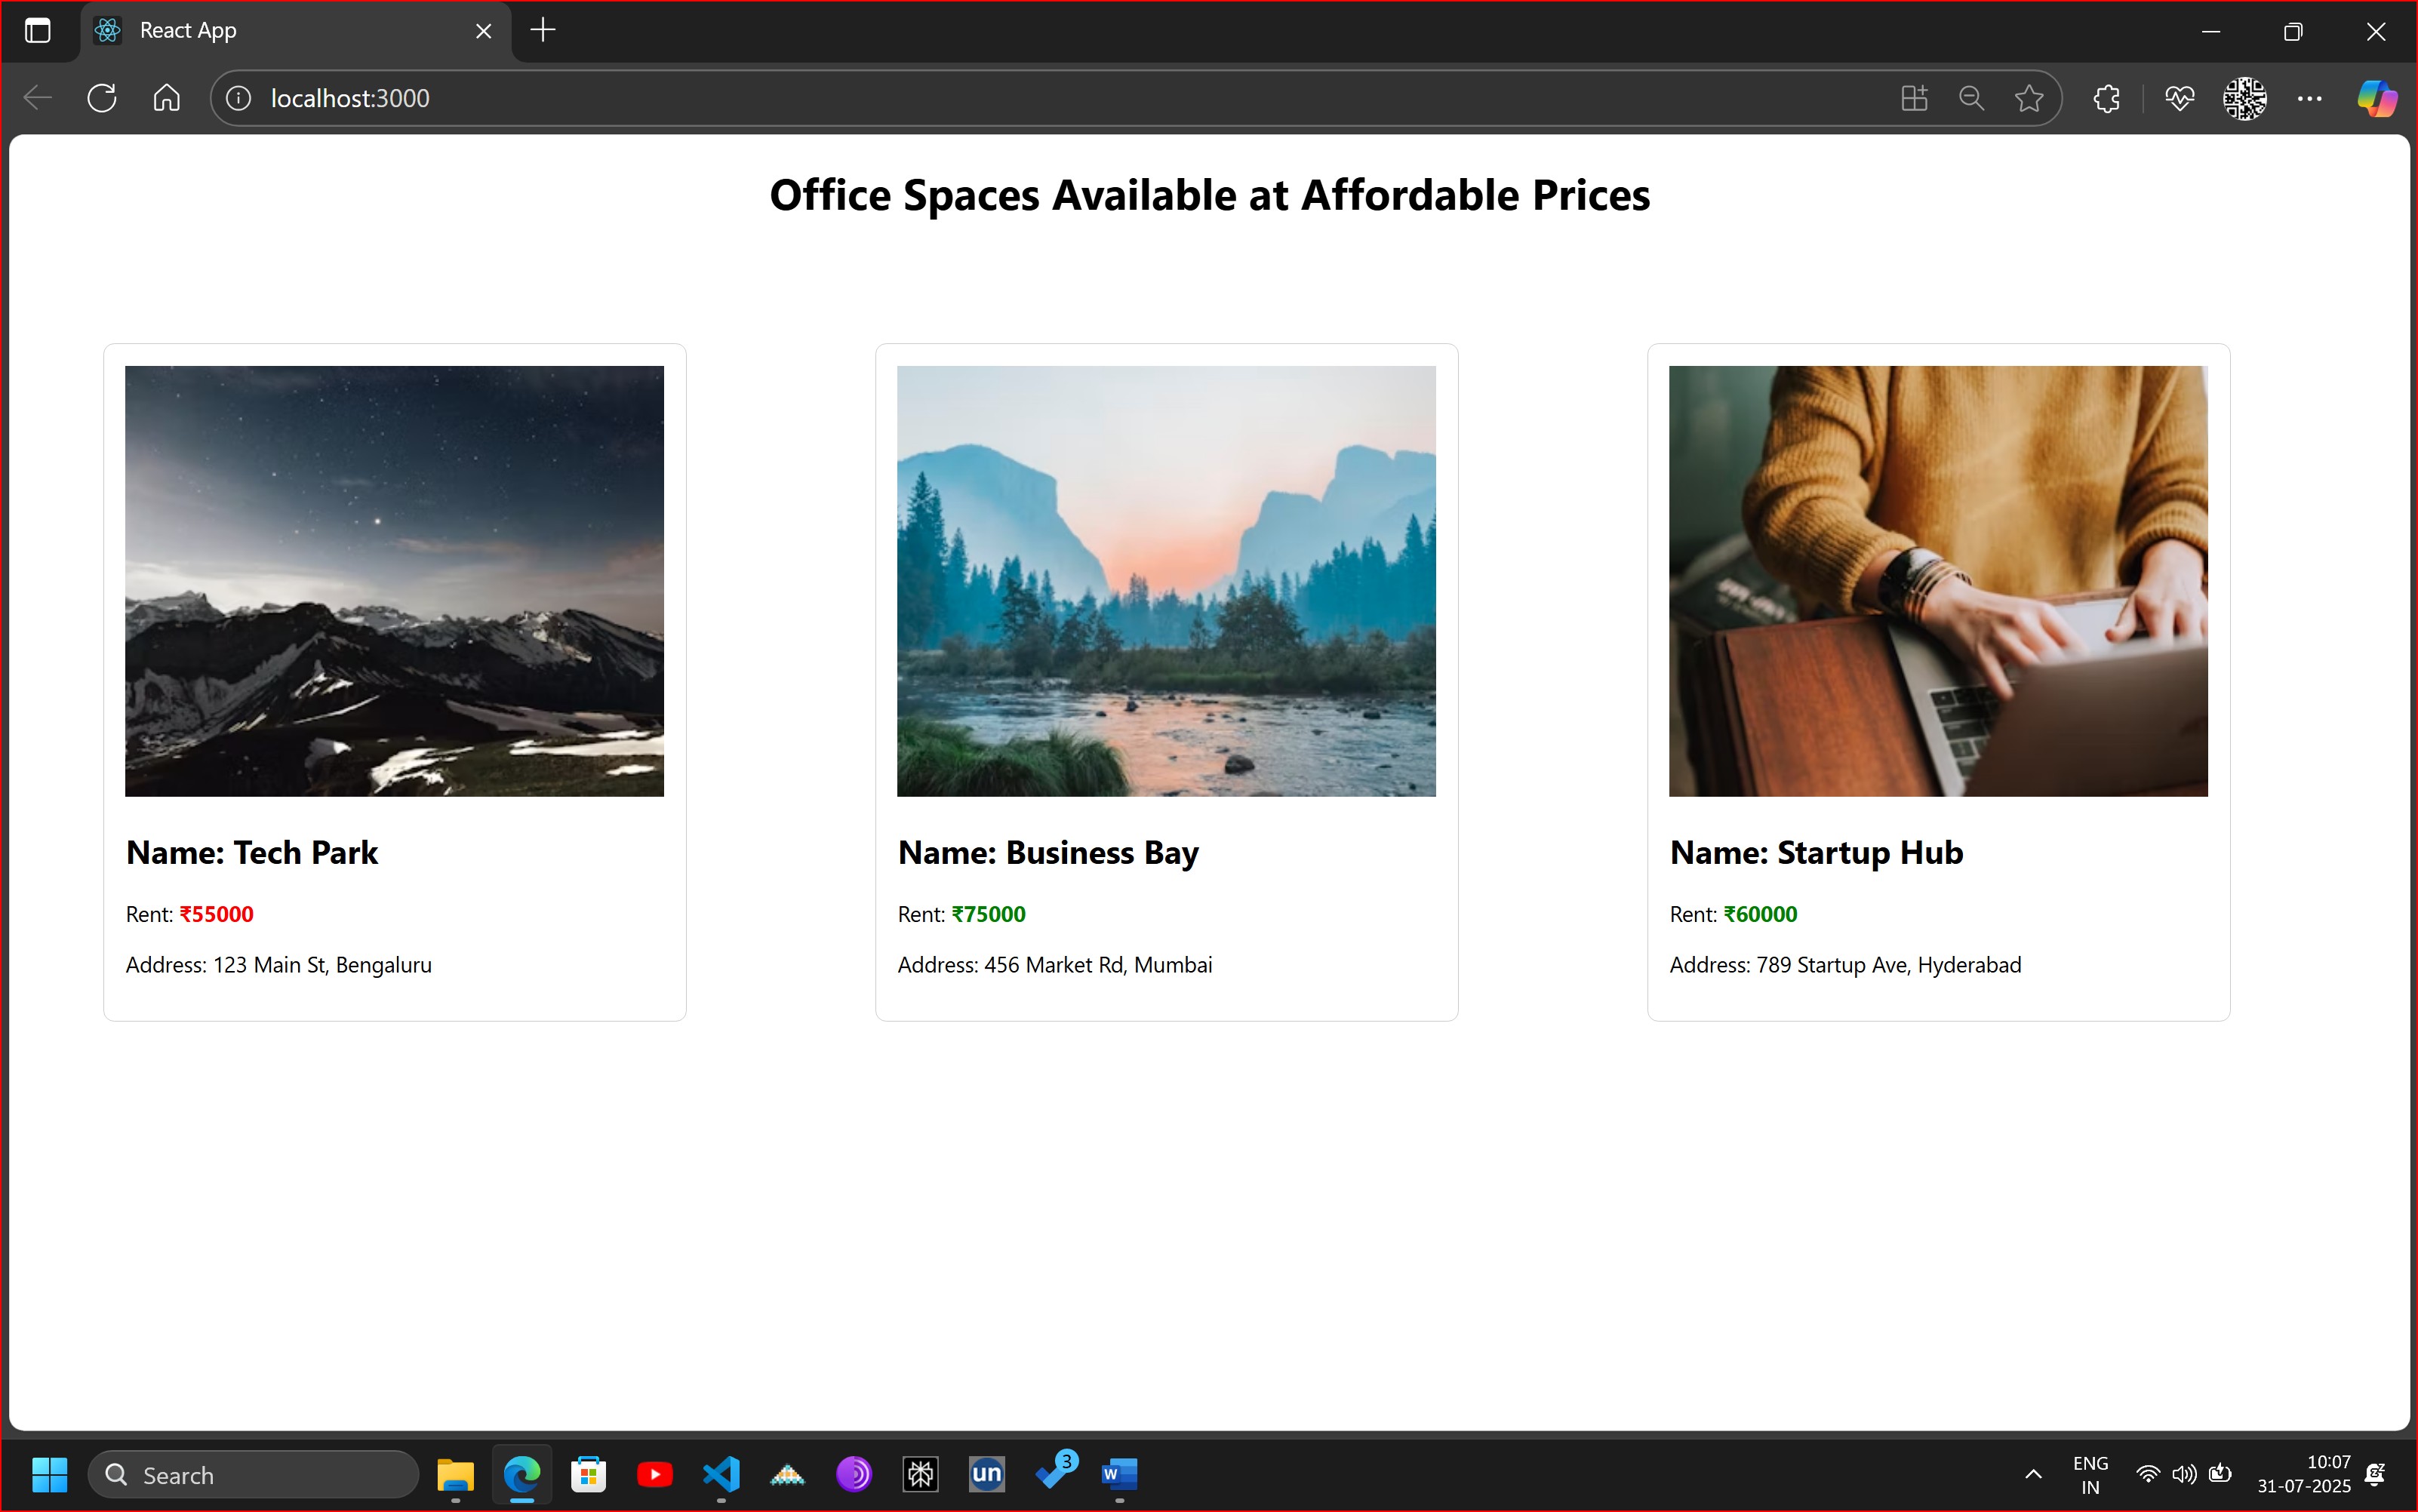 React App
localhost:3000
Office Spaces Available at Affordable Prices
Name: Tech Park
Rent: ₹55000
Address: 123 Main St, Bengaluru
Name: Business Bay
Rent: ₹75000
Address: 456 Market Rd, Mumbai
Name: Startup Hub
Rent: ₹60000
Address: 789 Startup Ave, Hyderabad
Search
un
3
W
ENG
IN
10:07
31-07-2025